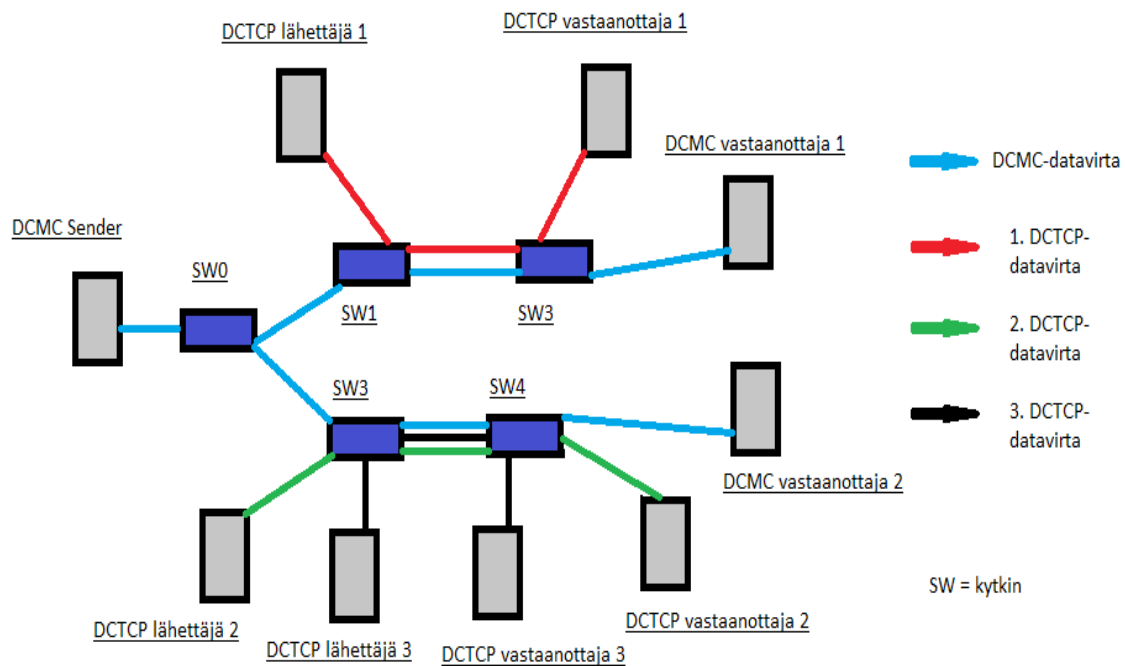 DCTCP lähettäjä 1
DCTCP vastaanottaja 1
DCMC vastaanottaja 1
DCMC-datavirta
DCMC Sender
SW0
1. DCTCP-
datavirta
SW1
SW3
2. DCTCP-
datavirta
SW3
SW4
3. DCTCP-
datavirta
DCMC vastaanottaja 2
SW = kytkin
DCTCP lähettäjä 2
DCTCP lähettäjä 3
DCTCP vastaanottaja 3
DCTCP vastaanottaja 2